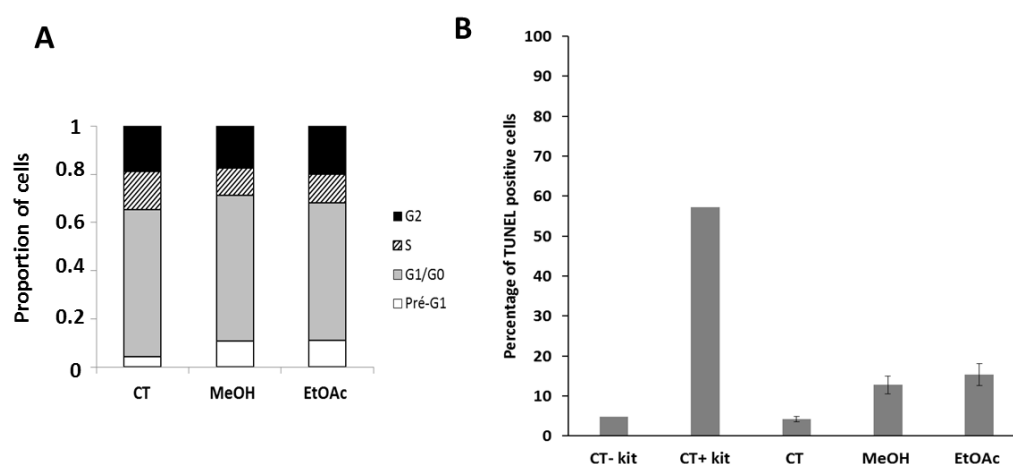 A
Proportion of cells
1
0.8
0.6
0.4
0.2
0
CT MeOH EtOAc
G2
S
G1/G0
Pré-G1
B
Percentage of TUNEL positive cells
100
90
80
70
60
50
40
30
20
10
0
CT- kit CT+ kit CT MeOH EtOAc